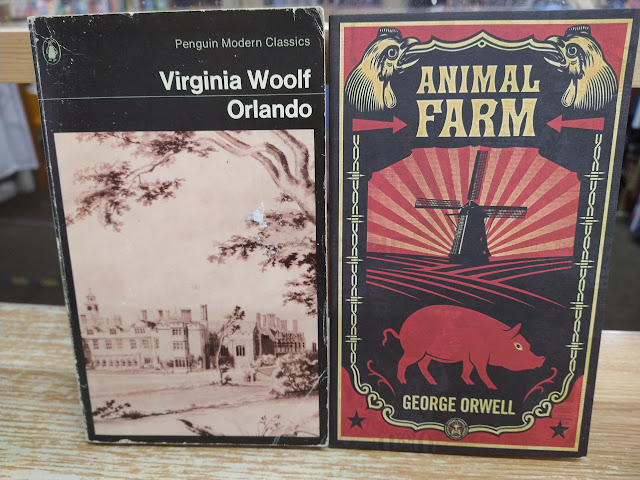 Penguin Modern Classics
Virginia Woolf
Orlando
ANIMAL
FARM
GEORGE ORWELL